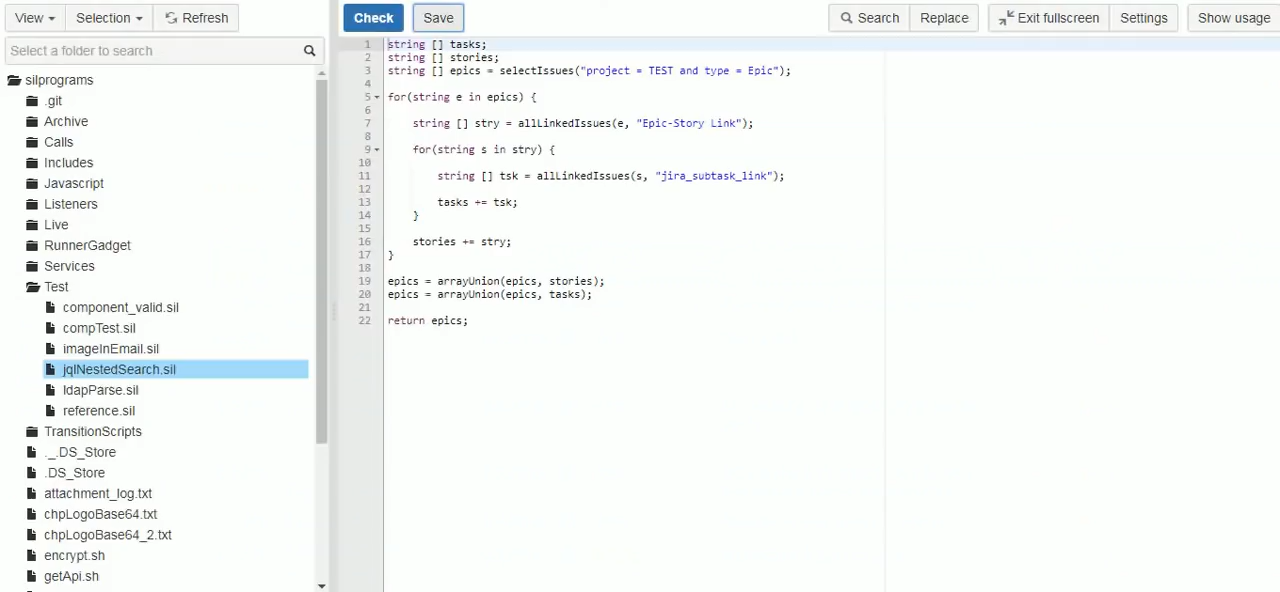 View Selection Refresh
Select a folder to search
silprograms
.git
Archive
Calls
Includes
Javascript
Listeners
Live
RunnerGadget
Services
Test
component_valid.sil
compTest.sil
imageInEmail.sil
jqlNestedSearch.sil
ldapParse.sil
reference.sil
TransitionScripts
._.DS_Store
.DS_Store
attachment_log.txt
chpLogoBase64.txt
chpLogoBase64_2.txt
encrypt.sh
getApi.sh
Check Save Search Replace Exit fullscreen Settings Show usage
1 string [] tasks;
2 string [] stories;
3 string [] epics = selectIssues("project = TEST and type = Epic");
4
5 for(string e in epics) {
6
7 string [] stry = allLinkedIssues(e, "Epic-Story Link");
8
9 for(string s in stry) {
10
11 string [] tsk = allLinkedIssues(s, "jira_subtask_link");
12
13 tasks += tsk;
14 }
15
16 stories += stry;
17 }
18
19 epics = arrayUnion(epics, stories);
20 epics = arrayUnion(epics, tasks);
21
22 return epics;